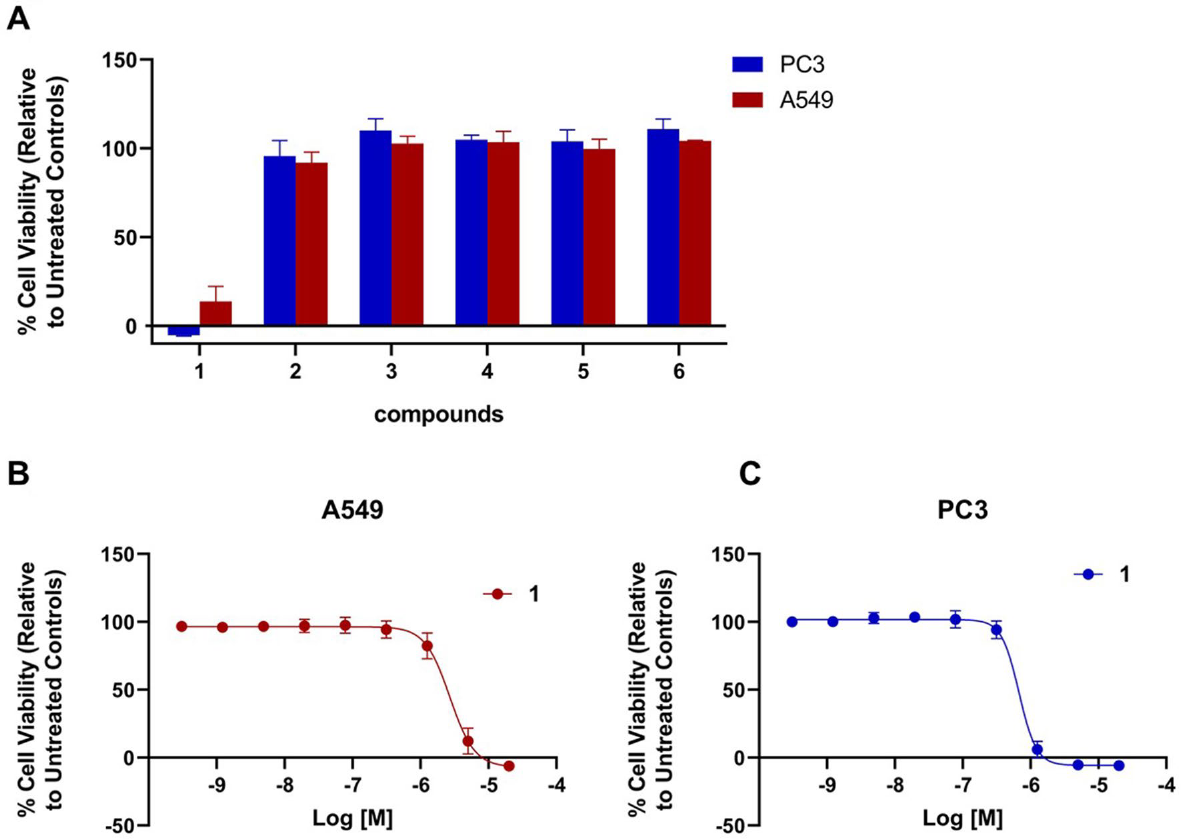 A
% Cell Viability (Relative
to Untreated Controls)
150
100
50
0
1 2 3 4 5 6
compounds
PC3
A549
B
A549
% Cell Viability (Relative
to Untreated Controls)
150
100
50
0
-50
-9 -8 -7 -6 -5 -4
Log [M]
1
C
PC3
% Cell Viability (Relative
to Untreated Controls)
150
100
50
0
-50
-9 -8 -7 -6 -5 -4
Log [M]
1